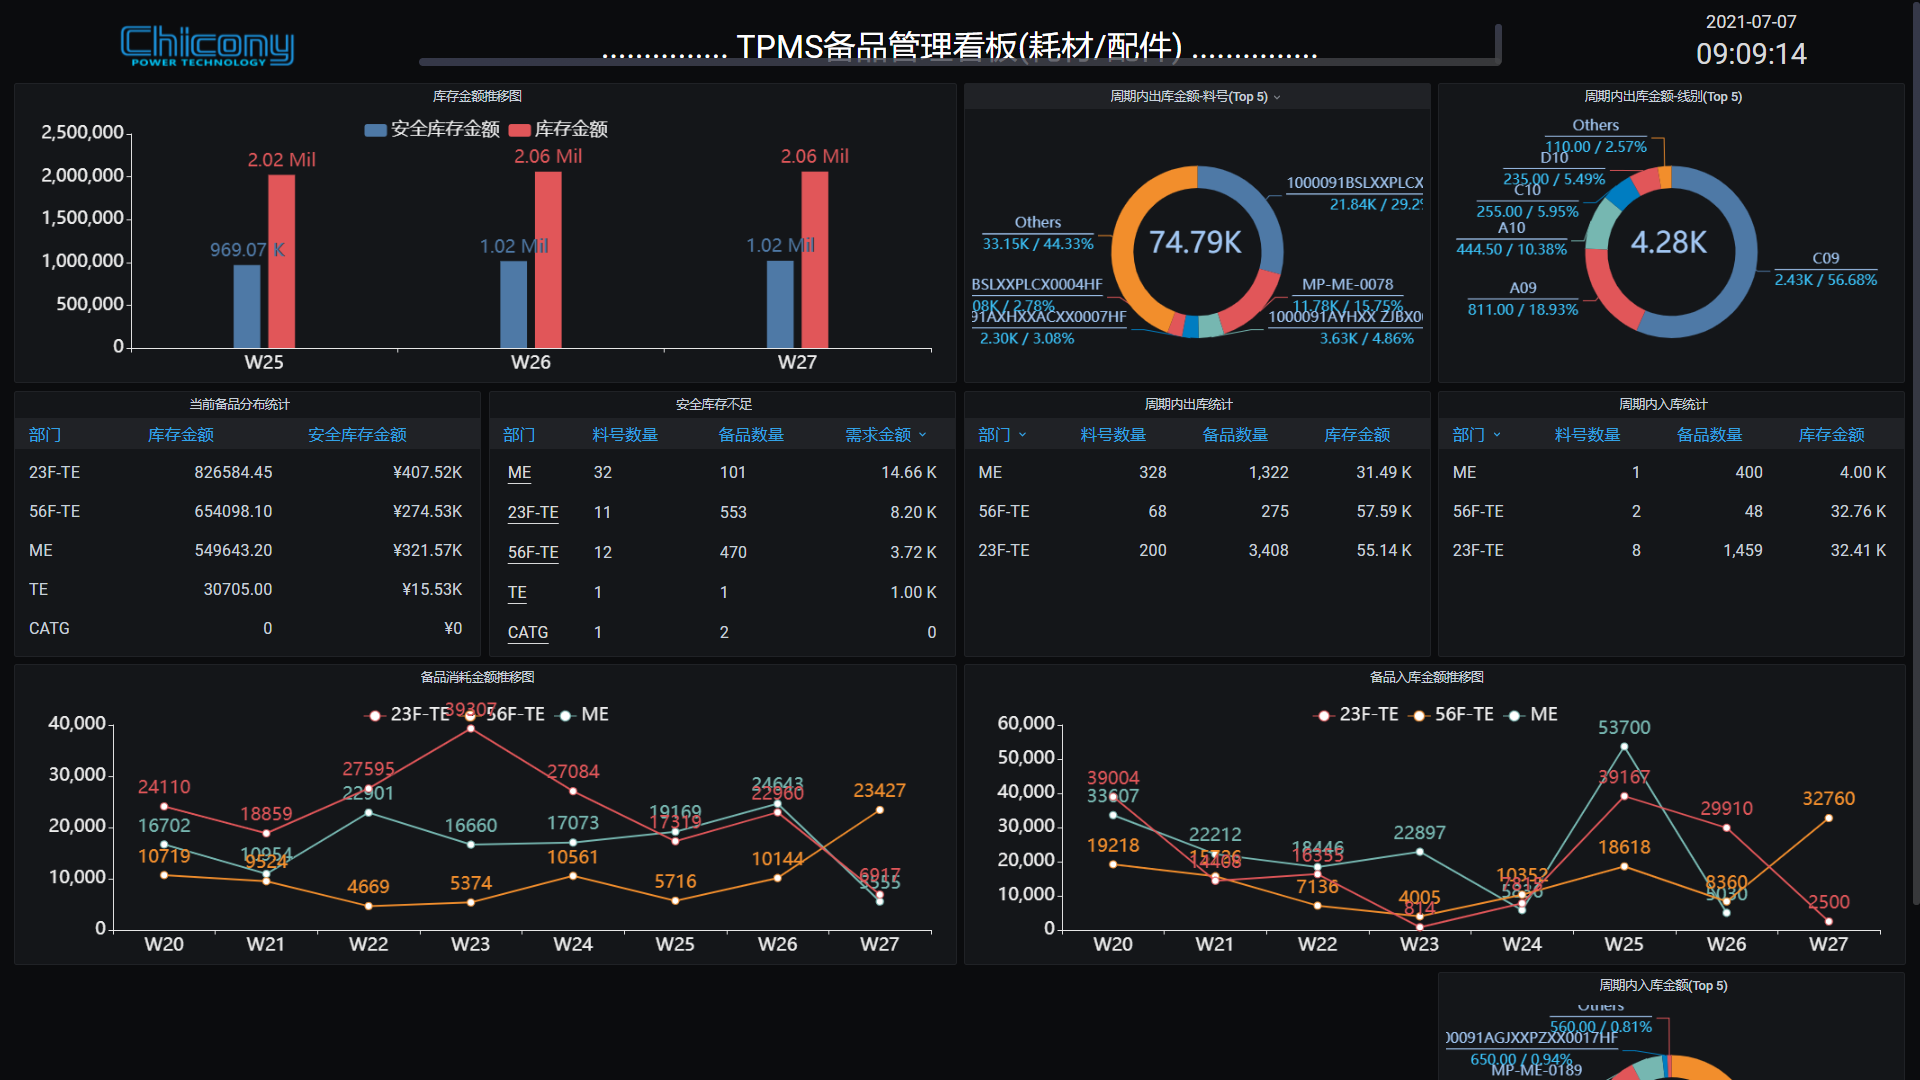 Chicony
POWER TECHNOLOGY
............... TPMS备品管理看板(耗材/配件) ...............
2021-07-07
09:09:14
库存金额推移图
安全库存金额 库存金额
2,500,000
2,000,000
1,500,000
1,000,000
500,000
0
969.07 K
2.02 Mil
1.02 Mil
2.06 Mil
1.02 Mil
2.06 Mil
W25 W26 W27
周期内出库金额-料号(Top 5)
74.79K
1000091BSLXXPLCX
21.84K / 29.2
MP-ME-0078
11.78K / 15.75%
1000091AYHXX ZJBX0
3.63K / 4.86%
91AXHXXACXX0007HF
2.30K / 3.08%
BSLXXPLCX0004HF
08K / 2.78%
Others
33.15K / 44.33%
周期内出库金额-线别(Top 5)
4.28K
Others
110.00 / 2.57%
D10
235.00 / 5.49%
C10
255.00 / 5.95%
A10
444.50 / 10.38%
A09
811.00 / 18.93%
C09
2.43K / 56.68%
当前备品分布统计
部门 库存金额 安全库存金额
23F-TE 826584.45 ¥407.52K
56F-TE 654098.10 ¥274.53K
ME 549643.20 ¥321.57K
TE 30705.00 ¥15.53K
CATG 0 ¥0
安全库存不足
部门 料号数量 备品数量 需求金额
ME 32 101 14.66 K
23F-TE 11 553 8.20 K
56F-TE 12 470 3.72 K
TE 1 1 1.00 K
CATG 1 2 0
周期内出库统计
部门 料号数量 备品数量 库存金额
ME 328 1,322 31.49 K
56F-TE 68 275 57.59 K
23F-TE 200 3,408 55.14 K
周期内入库统计
部门 料号数量 备品数量 库存金额
ME 1 400 4.00 K
56F-TE 2 48 32.76 K
23F-TE 8 1,459 32.41 K
备品消耗金额推移图
23F-TE 56F-TE ME
40,000
30,000
20,000
10,000
0
24110 18859 27595 39307 27084 17319 22960 6917
16702 10954 22901 16660 17073 19169 24643 5555
10719 9524 4669 5374 10561 5716 10144 23427
W20 W21 W22 W23 W24 W25 W26 W27
备品入库金额推移图
23F-TE 56F-TE ME
60,000
50,000
40,000
30,000
20,000
10,000
0
39004 16355 814 39167 29910 2500
33607 22212 18446 22897 53700 5030
19218 7136 4005 10352 18618 8360 32760
W20 W21 W22 W23 W24 W25 W26 W27
周期内入库金额(Top 5)
Others
560.00 / 0.81%
00091AGJXXPZXX0017HF
650.00 / 0.94%
MP-ME-0189